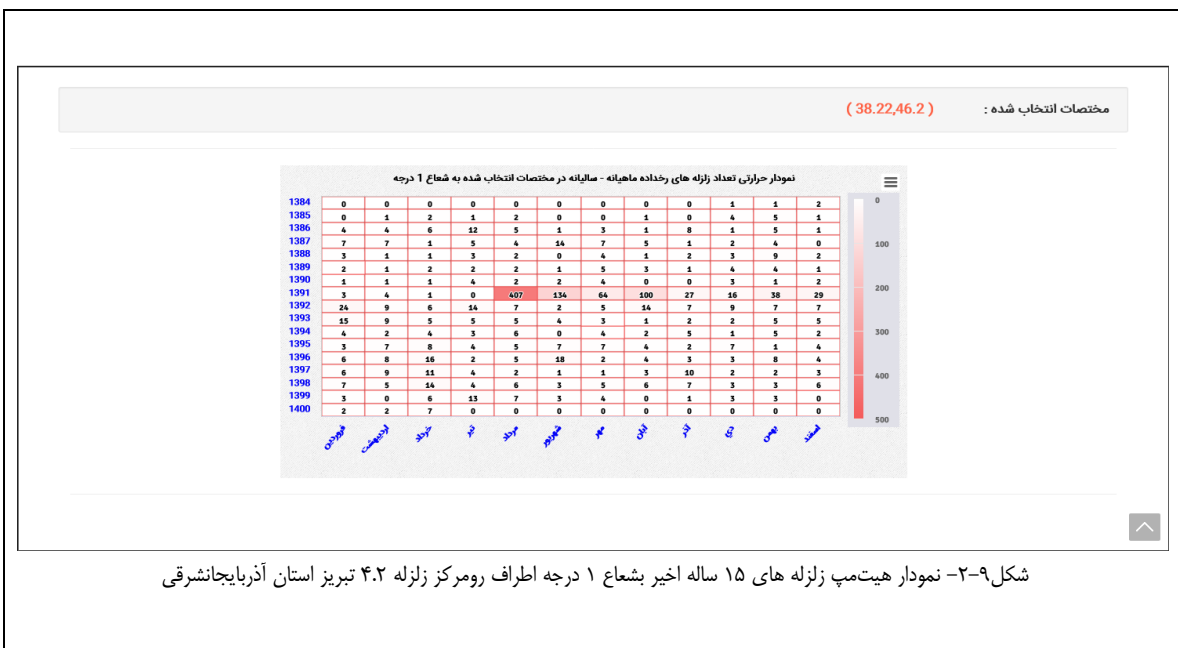 مختصات انتخاب شده : ( 38.22,46.2 )
نمودار حرارتی تعداد زلزله های رخداده ماهیانه - سالیانه در مختصات انتخاب شده به شعاع 1 درجه
1384 0 0 0 0 0 0 0 0 0 1 1 2
1385 0 1 2 1 2 0 0 1 0 4 5 1
1386 4 4 6 12 5 1 3 1 8 1 5 1
1387 7 7 1 5 4 14 7 5 1 2 4 0
1388 3 1 1 3 2 0 4 1 2 3 9 2
1389 2 1 2 2 2 1 5 3 1 4 4 1
1390 1 1 1 4 2 2 4 0 0 3 1 2
1391 3 4 1 0 407 134 64 100 27 16 38 29
1392 24 9 6 14 7 2 5 14 7 9 7 7
1393 15 9 5 5 5 4 3 1 2 2 5 5
1394 4 2 4 3 6 0 4 2 5 1 5 2
1395 3 7 8 4 5 7 7 4 2 7 1 4
1396 6 8 16 2 5 18 2 4 3 3 8 4
1397 6 9 11 4 2 1 1 3 10 2 2 3
1398 7 5 14 4 6 3 5 6 7 3 3 6
1399 3 0 6 13 7 3 4 0 1 3 3 0
1400 2 2 7 0 0 0 0 0 0 0 0 0
فروردین اردیبهشت خرداد تیر مرداد شهریور مهر آبان آذر دی بهمن اسفند
0
100
200
300
400
500
شکل۹-۲- نمودار هیت‌مپ زلزله های ۱۵ ساله اخیر بشعاع ۱ درجه اطراف رومرکز زلزله ۴.۲ تبریز استان آذربایجانشرقی